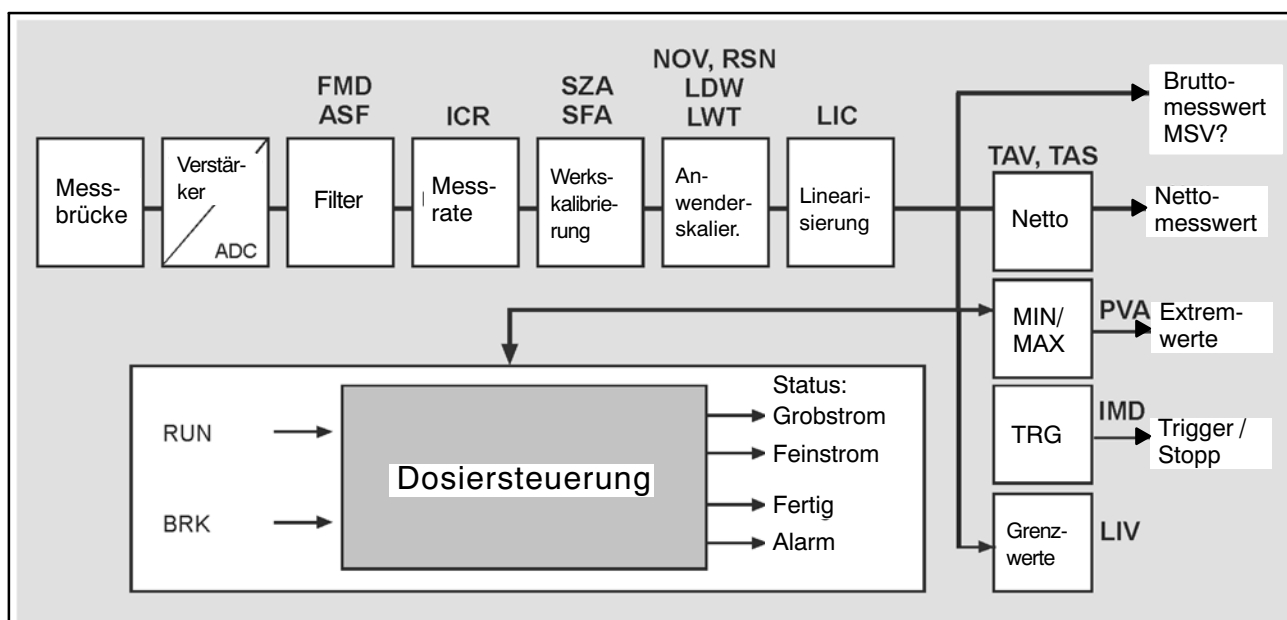 NOV, RSN
FMD
SZA
LDW
ASF
ICR
SFA
LWT
LIC
Brutto-
messwert
MSV?
TAV, TAS
Mess-
brücke
Verstär-
ker
ADC
Filter
Mess-
rate
Werks-
kalibrie-
rung
An-
wender-
skalier.
Lineari-
sierung
Netto
Netto-
messwert
MIN/
MAX
PVA
Extrem-
werte
TRG
IMD
Trigger /
Stopp
Grenz-
werte
LIV
RUN
BRK
Dosiersteuerung
Status:
Grobstrom
Feinstrom
Fertig
Alarm